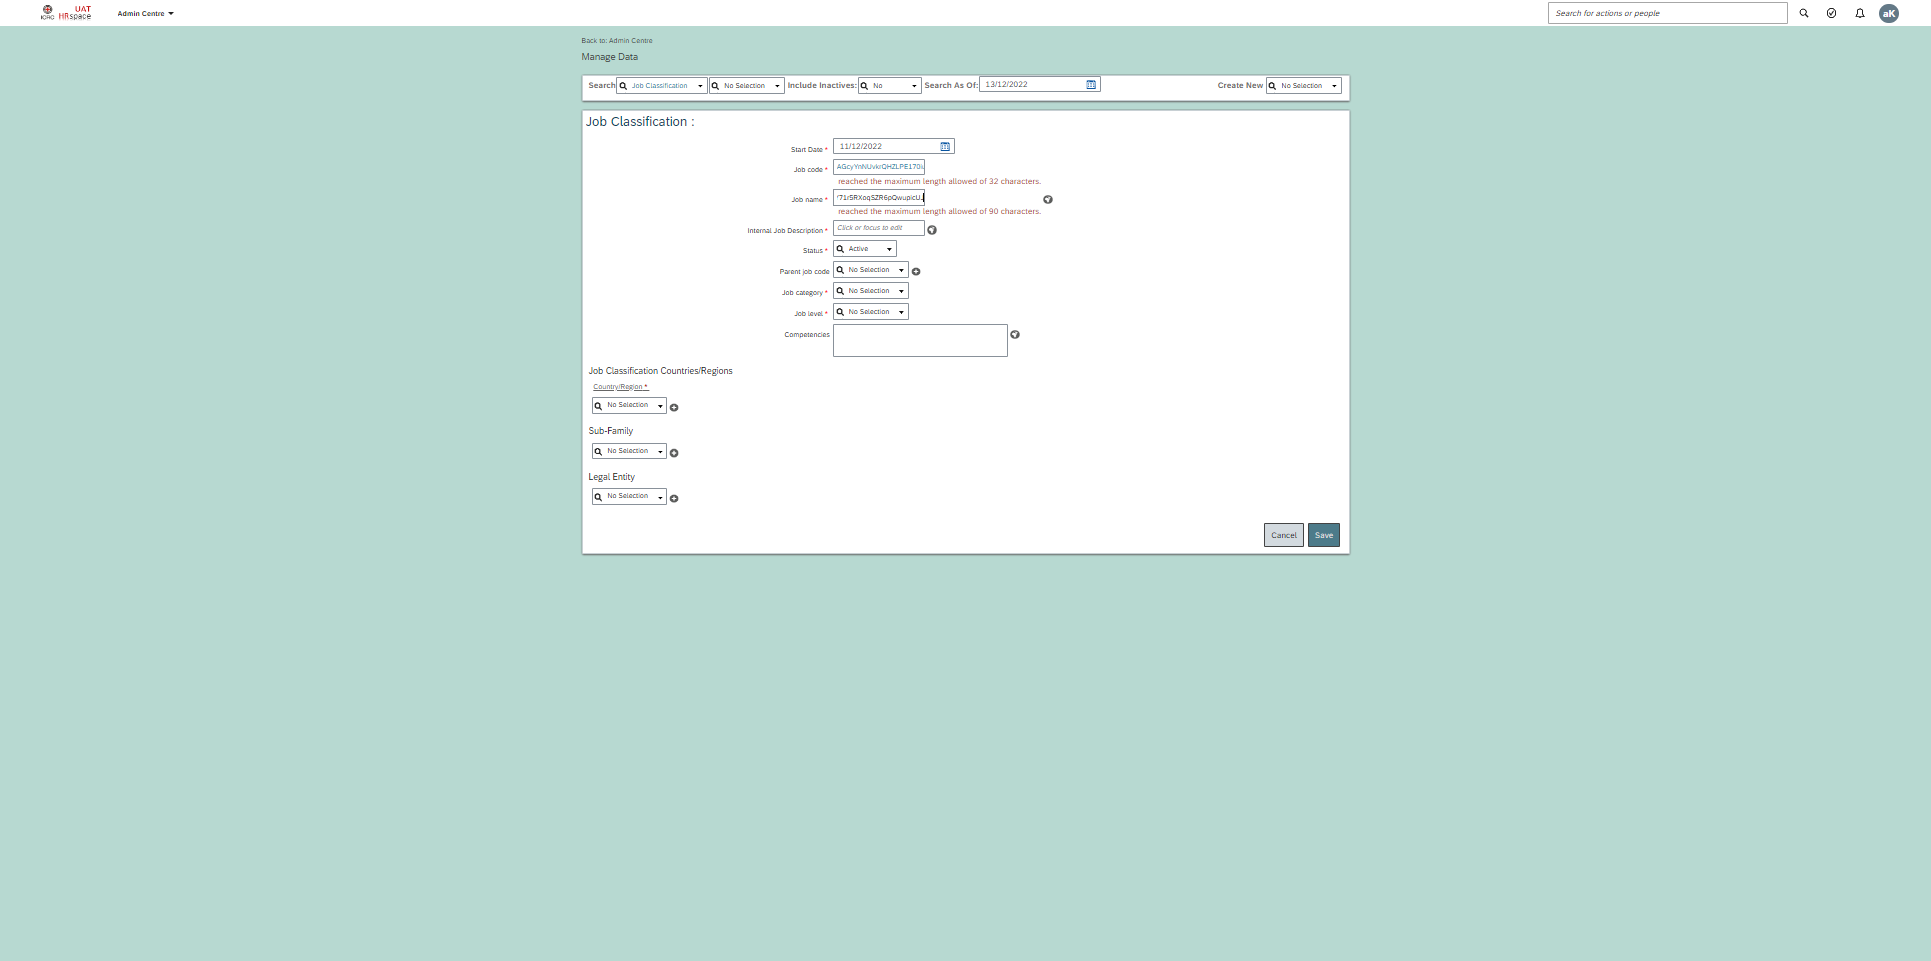 ICRC UAT HRspace Admin Centre Search for actions or people aK
Back to: Admin Centre
Manage Data
Search Job Classification No Selection Include Inactives: No Search As Of: 13/12/2022 Create New No Selection
Job Classification :
Start Date * 11/12/2022
Job code * AGcyYnNUvkrQHZLPE170i
reached the maximum length allowed of 32 characters.
Job name * 71r5RXoqSZR6pQwupicU
reached the maximum length allowed of 90 characters.
Internal Job Description * Click or focus to edit
Status * Active
Parent job code No Selection
Job category * No Selection
Job level * No Selection
Competencies
Job Classification Countries/Regions
Country/Region *
No Selection
Sub-Family
No Selection
Legal Entity
No Selection
Cancel Save